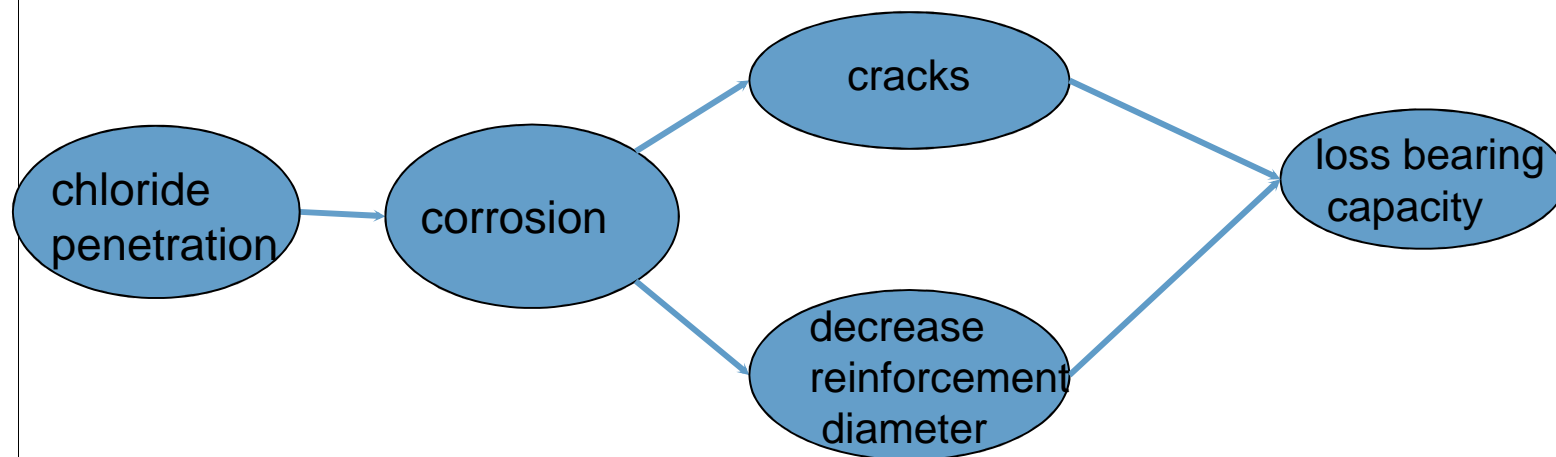 chloride
penetration
corrosion
cracks
decrease
reinforcement
diameter
loss bearing
capacity